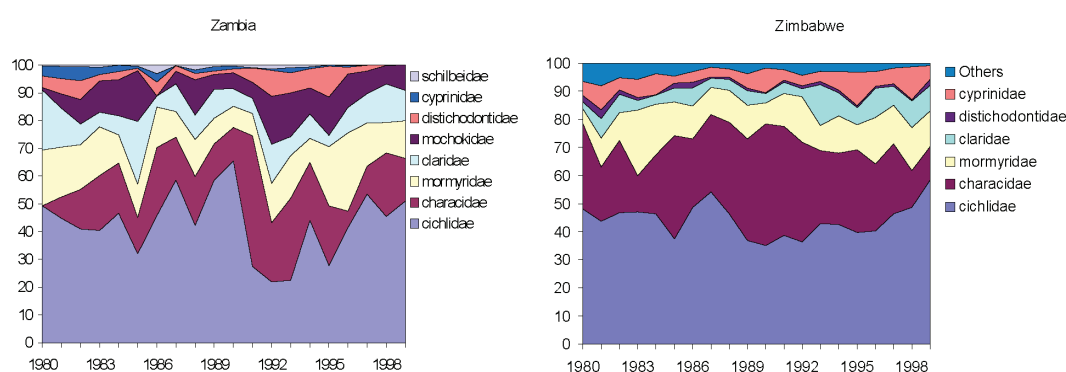 Zambia
100
90
80
70
60
50
40
30
20
10
0
1980 1983 1986 1989 1992 1995 1998
schilbeidae
cyprinidae
distichodontidae
mochokidae
claridae
mormyridae
characidae
cichlidae
Zimbabwe
100
90
80
70
60
50
40
30
20
10
0
1980 1983 1986 1989 1992 1995 1998
Others
cyprinidae
distichodontidae
claridae
mormyridae
characidae
cichlidae